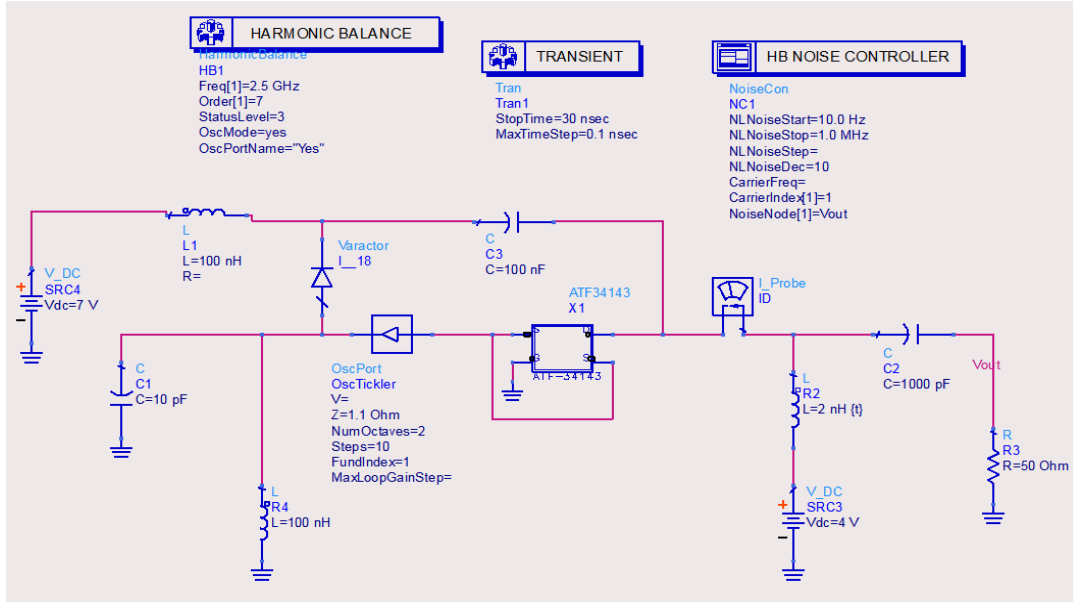 HARMONIC BALANCE
HarmonicBalance
HB1
Freq[1]=2.5 GHz
Order[1]=7
StatusLevel=3
OscMode=yes
OscPortName="Yes"
TRANSIENT
Tran
Tran1
StopTime=30 nsec
MaxTimeStep=0.1 nsec
HB NOISE CONTROLLER
NoiseCon
NC1
NLNoiseStart=10.0 Hz
NLNoiseStop=1.0 MHz
NLNoiseStep=
NLNoiseDec=10
CarrierFreq=
CarrierIndex[1]=1
NoiseNode[1]=Vout
L
L1
L=100 nH
R=
Varactor
I__18
C
C3
C=100 nF
V_DC
SRC4
Vdc=7 V
ATF34143
X1
S
D
G
S
ATF-34143
I_Probe
ID
C
C1
C=10 pF
OscPort
OscTickler
V=
Z=1.1 Ohm
NumOctaves=2
Steps=10
FundIndex=1
MaxLoopGainStep=
L
R4
L=100 nH
L
R2
L=2 nH {t}
C
C2
C=1000 pF
Vout
R
R3
R=50 Ohm
V_DC
SRC3
Vdc=4 V